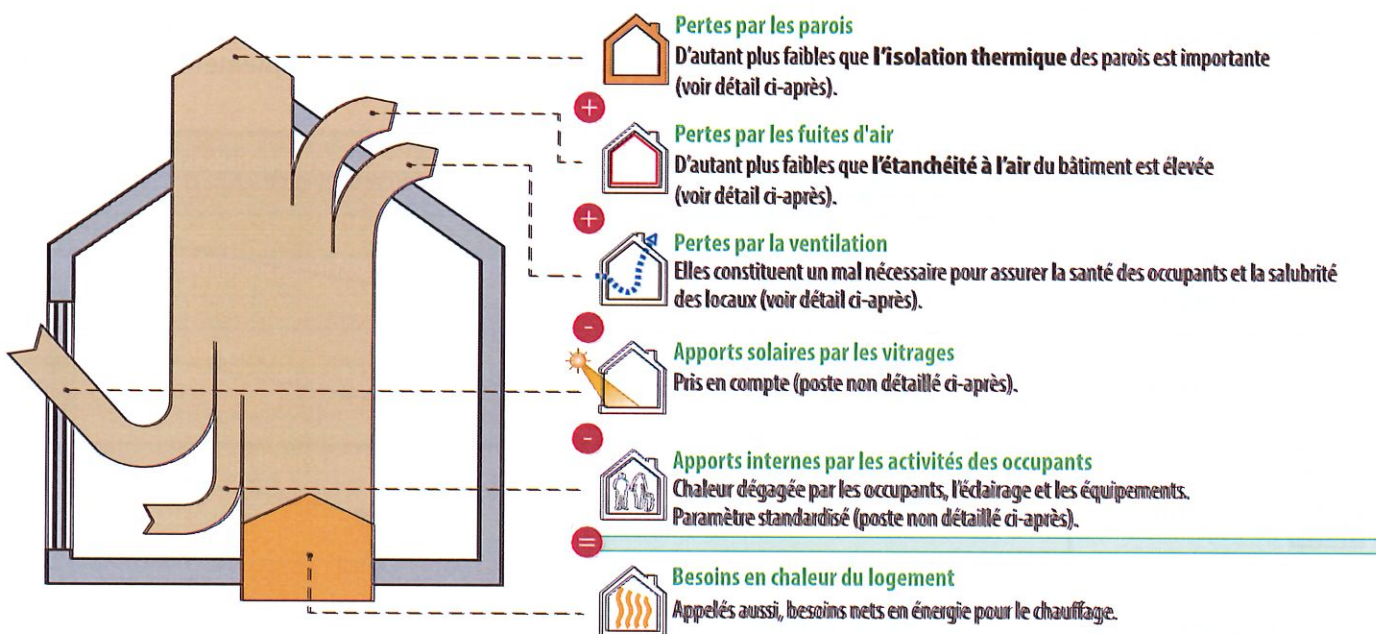 Pertes par les parois
D'autant plus faibles que l'isolation thermique des parois est importante
(voir détail ci-après).
+
Pertes par les fuites d'air
D'autant plus faibles que l'étanchéité à l'air du bâtiment est élevée
(voir détail ci-après).
+
Pertes par la ventilation
Elles constituent un mal nécessaire pour assurer la santé des occupants et la salubrité
des locaux (voir détail ci-après).
-
Apports solaires par les vitrages
Pris en compte (poste non détaillé ci-après).
-
Apports internes par les activités des occupants
Chaleur dégagée par les occupants, l'éclairage et les équipements.
Paramètre standardisé (poste non détaillé ci-après).
=
Besoins en chaleur du logement
Appelés aussi, besoins nets en énergie pour le chauffage.